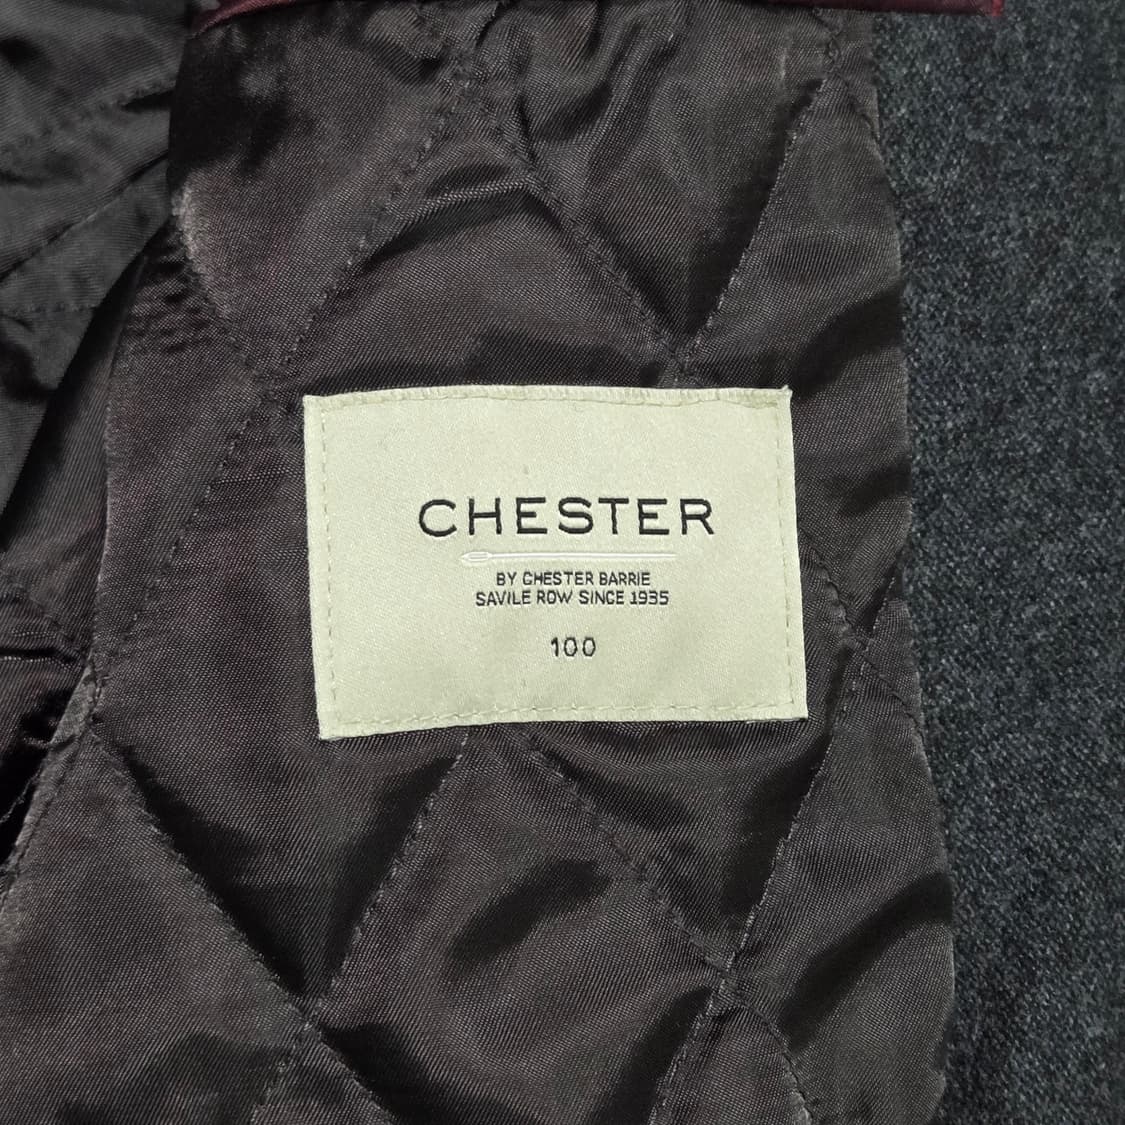 CHESTER
BY CHESTER BARRIE
SAVILE ROW SINCE 1935
100